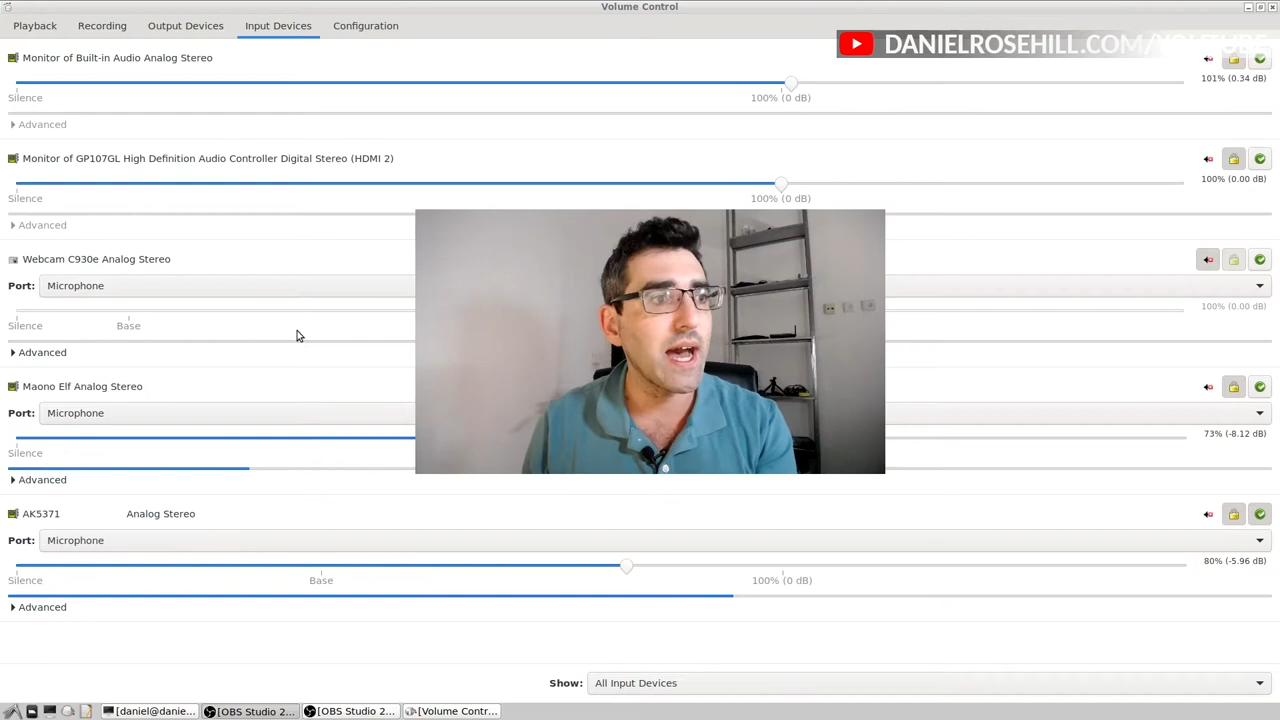 Volume Control
Playback Recording Output Devices Input Devices Configuration
DANIELROSEHILL.COM/YOUTUBE
Monitor of Built-in Audio Analog Stereo
101% (0.34 dB)
Silence 100% (0 dB)
Advanced
Monitor of GP107GL High Definition Audio Controller Digital Stereo (HDMI 2)
100% (0.00 dB)
Silence 100% (0 dB)
Advanced
Webcam C930e Analog Stereo
Port: Microphone
100% (0.00 dB)
Silence Base
Advanced
Maono Elf Analog Stereo
Port: Microphone
73% (-8.12 dB)
Silence
Advanced
AK5371 Analog Stereo
Port: Microphone
80% (-5.96 dB)
Silence Base 100% (0 dB)
Advanced
Show: All Input Devices
[daniel@danie... [OBS Studio 2... [OBS Studio 2... [Volume Contr...